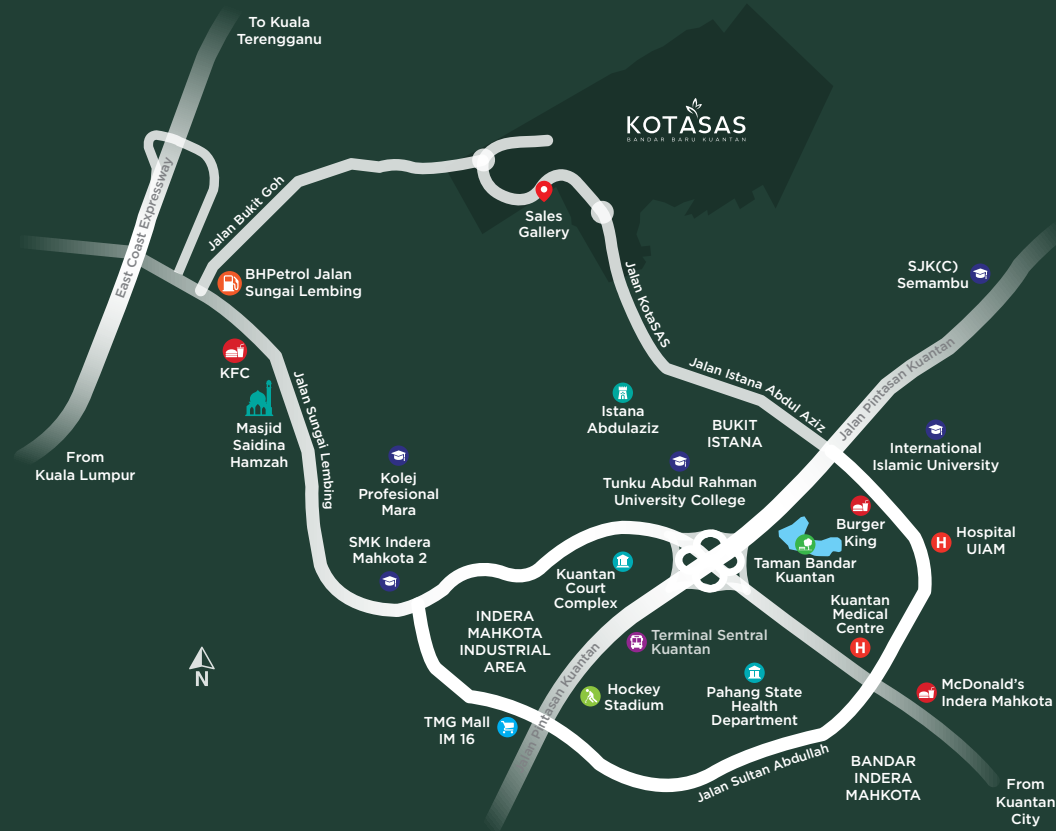 To Kuala
Terengganu
KOTASAS
BANDAR BARU KUANTAN
East Coast Expressway
Jalan Bukit Goh
Sales
Gallery
BHPetrol Jalan
Sungai Lembing
Jalan KotaSAS
SJK(C)
Semambu
KFC
Jalan Istana Abdul Aziz
Jalan Pintasan Kuantan
Masjid
Saidina
Hamzah
Jalan Sungai Lembing
Istana
Abdulaziz
BUKIT
ISTANA
International
Islamic University
From
Kuala Lumpur
Kolej
Profesional
Mara
Tunku Abdul Rahman
University College
Burger
King
H
Hospital
UIAM
SMK Indera
Mahkota 2
Kuantan
Court
Complex
Taman Bandar
Kuantan
Kuantan
Medical
Centre
H
INDERA
MAHKOTA
INDUSTRIAL
AREA
Terminal Sentral
Kuantan
N
Jalan Pintasan Kuantan
Hockey
Stadium
Pahang State
Health
Department
McDonald's
Indera Mahkota
TMG Mall
IM 16
Jalan Sultan Abdullah
BANDAR
INDERA
MAHKOTA
From
Kuantan
City